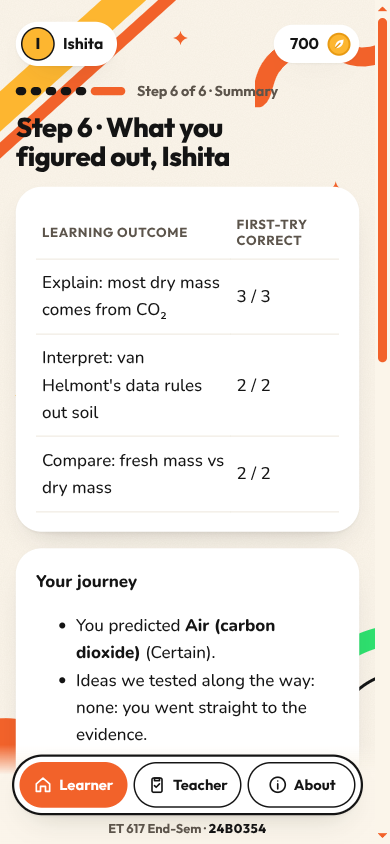 I Ishita
700
Step 6 of 6 · Summary
Step 6 · What you
figured out, Ishita
LEARNING OUTCOME
FIRST-TRY
CORRECT
Explain: most dry mass
comes from CO₂
3 / 3
Interpret: van
Helmont's data rules
out soil
2 / 2
Compare: fresh mass vs
dry mass
2 / 2
Your journey
• You predicted Air (carbon
dioxide) (Certain).
• Ideas we tested along the way:
none: you went straight to the
evidence.
Learner Teacher About
ET 617 End-Sem · 24B0354